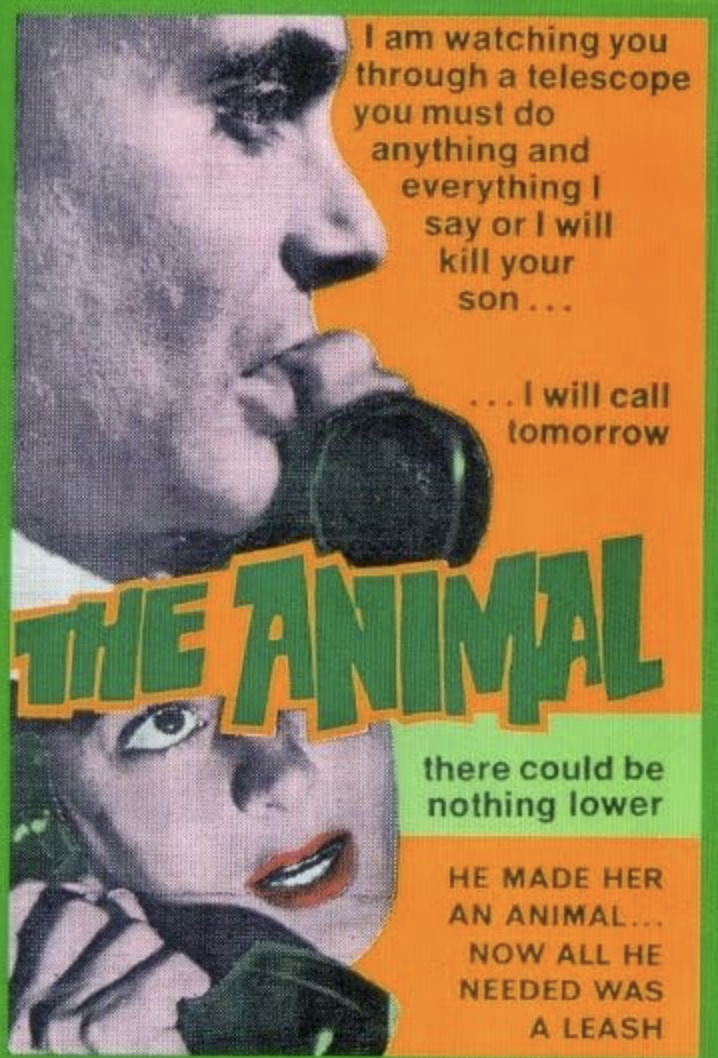 I am watching you
through a telescope
you must do
anything and
everything I
say or I will
kill your
son...
...I will call
tomorrow
THE ANIMAL
there could be
nothing lower
HE MADE HER
AN ANIMAL...
NOW ALL HE
NEEDED WAS
A LEASH